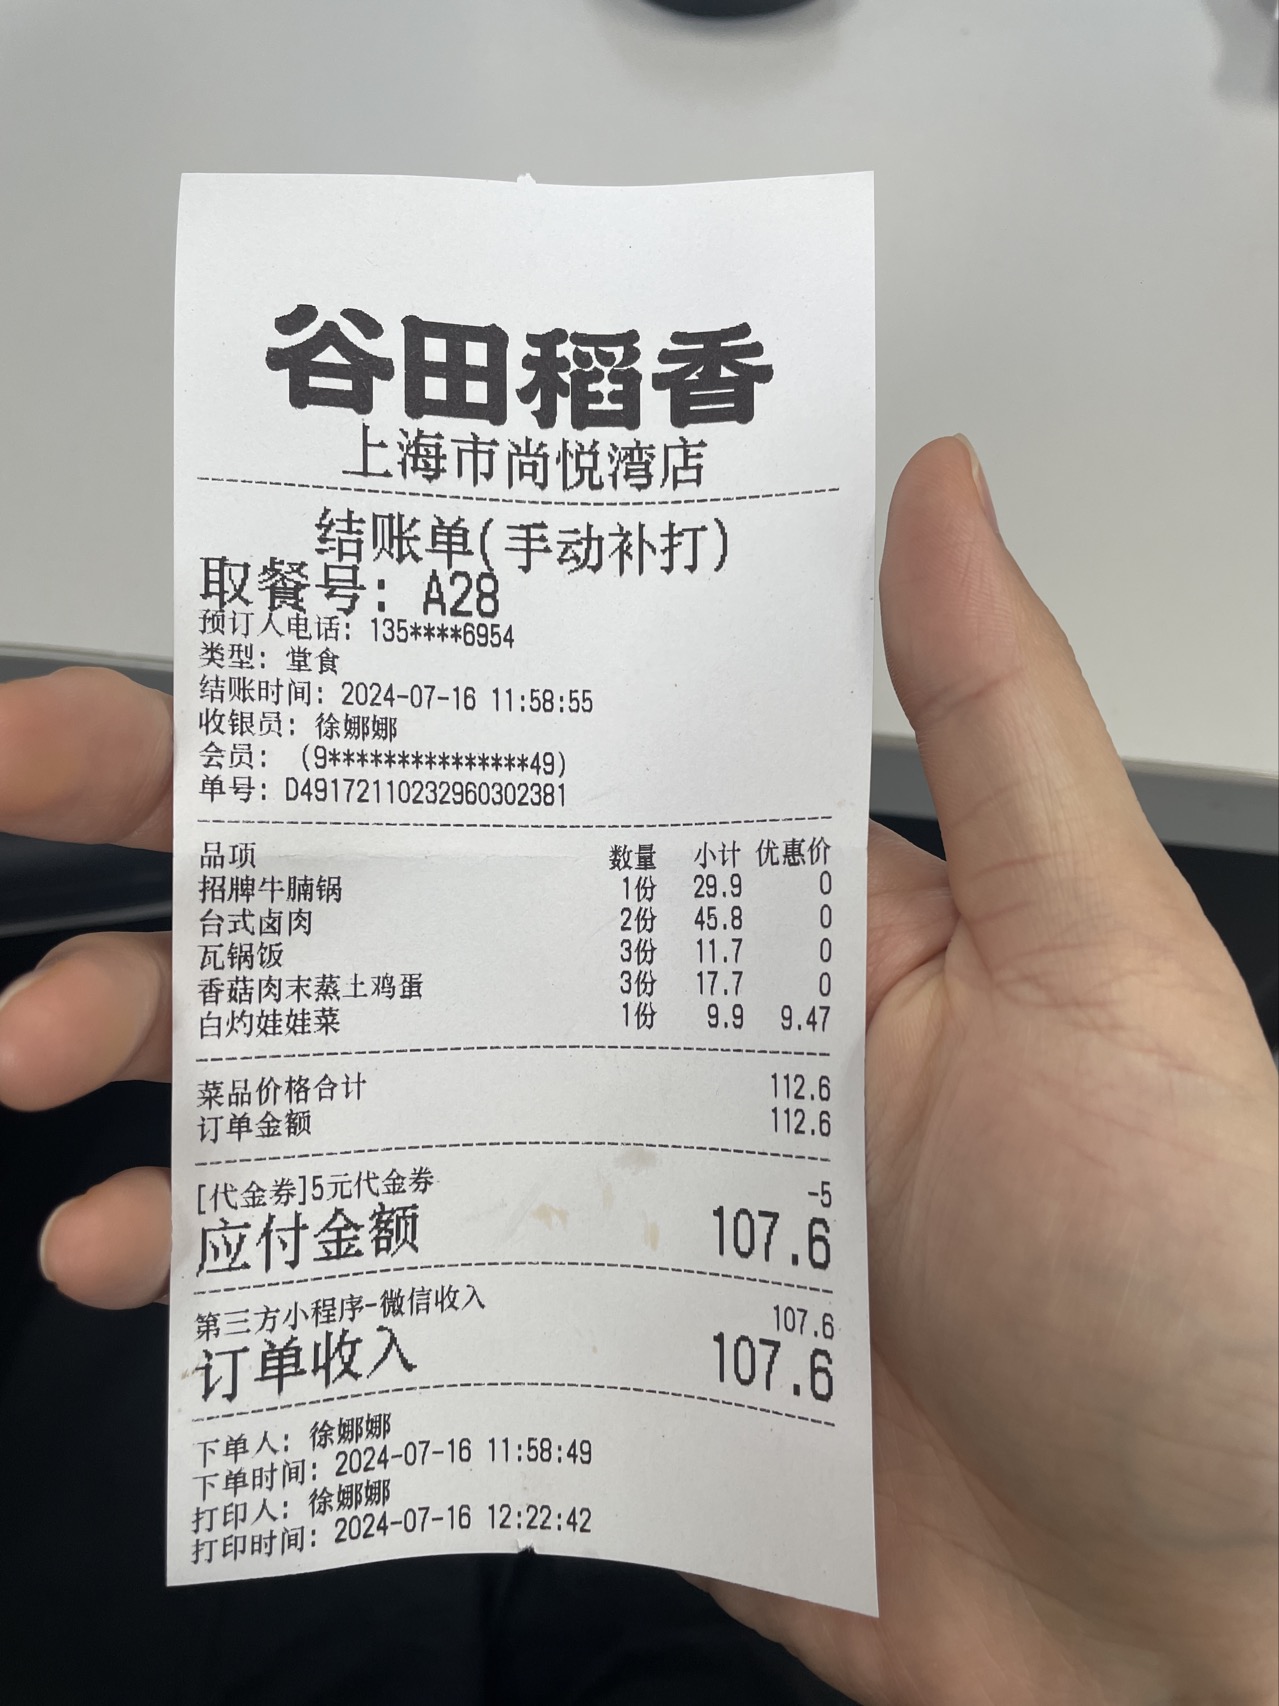 谷田稻香
上海市尚悦湾店
结账单(手动补打)
取餐号: A28
预订人电话: 135****6954
类型: 堂食
结账时间: 2024-07-16 11:58:55
收银员: 徐娜娜
会员: (9***************49)
单号: D49172110232960302381
品项 数量 小计 优惠价
招牌牛腩锅 1份 29.9 0
台式卤肉 2份 45.8 0
瓦锅饭 3份 11.7 0
香菇肉末蒸土鸡蛋 3份 17.7 0
白灼娃娃菜 1份 9.9 9.47
菜品价格合计 112.6
订单金额 112.6
[代金券]5元代金券 -5
应付金额 107.6
第三方小程序-微信收入 107.6
订单收入 107.6
下单人: 徐娜娜
下单时间: 2024-07-16 11:58:49
打印人: 徐娜娜
打印时间: 2024-07-16 12:22:42